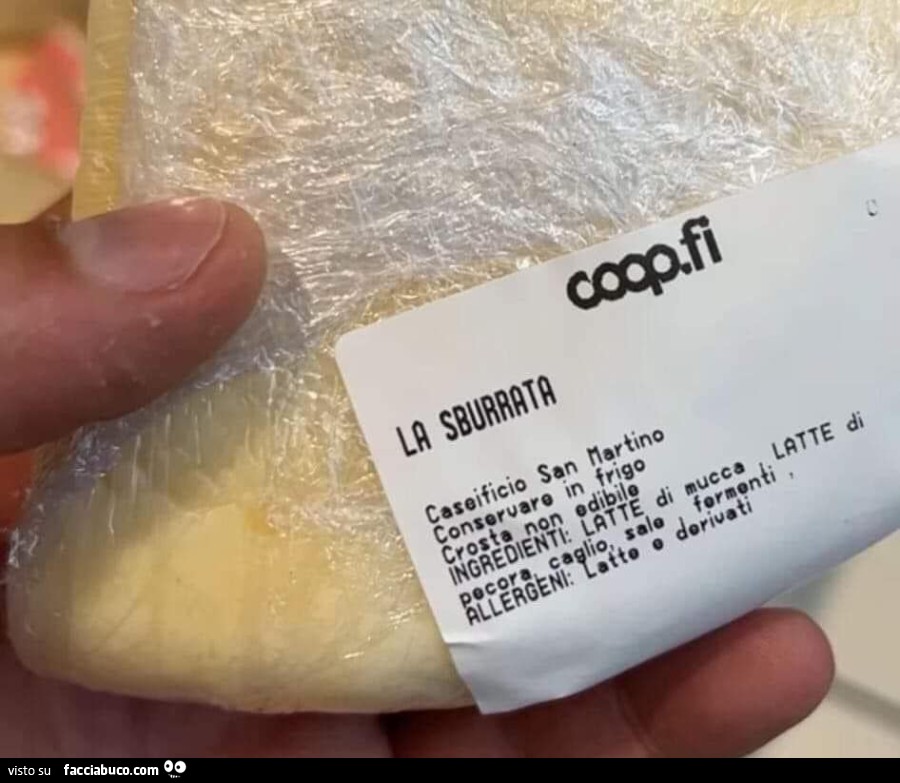 coop.fi
LA SBURRATA
Caseificio San Martino
Conservare in frigo
Crosta non edibile
INGREDIENTI: LATTE di mucca LATTE di
pecora, caglio, sale fermenti .
ALLERGENI: Latte e derivati
visto su facciabuco.com